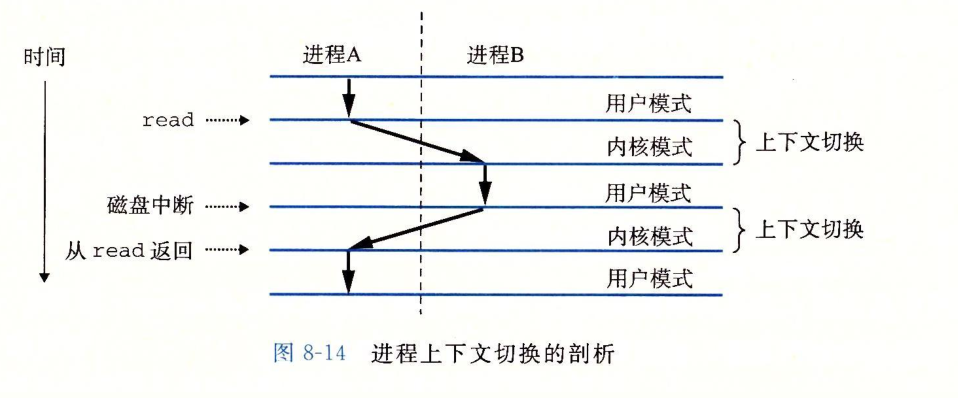 时间
进程A 进程B
用户模式
read
内核模式 上下文切换
用户模式
磁盘中断
内核模式 上下文切换
从 read 返回
用户模式
图 8-14 进程上下文切换的剖析